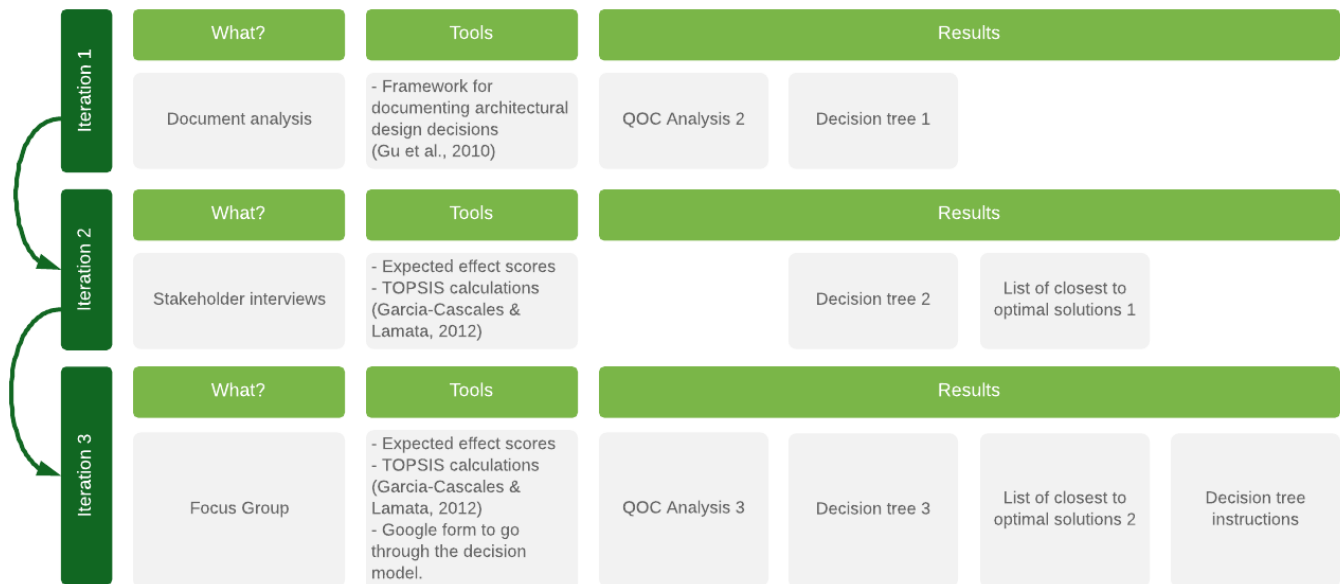 Iteration 1
What?
Tools
Results
Document analysis
- Framework for
documenting architectural
design decisions
(Gu et al., 2010)
QOC Analysis 2
Decision tree 1
Iteration 2
What?
Tools
Results
Stakeholder interviews
- Expected effect scores
- TOPSIS calculations
(Garcia-Cascales &
Lamata, 2012)
Decision tree 2
List of closest to
optimal solutions 1
Iteration 3
What?
Tools
Results
Focus Group
- Expected effect scores
- TOPSIS calculations
(Garcia-Cascales &
Lamata, 2012)
- Google form to go
through the decision
model.
QOC Analysis 3
Decision tree 3
List of closest to
optimal solutions 2
Decision tree
instructions